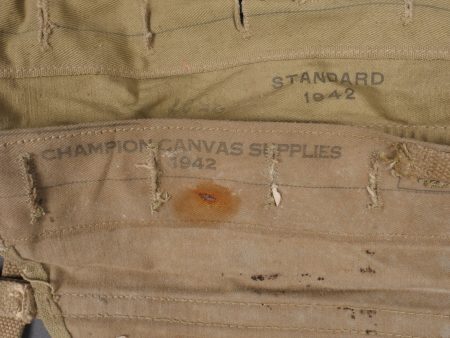 STANDARD
1942
CHAMPION CANVAS SUPPLIES
1942